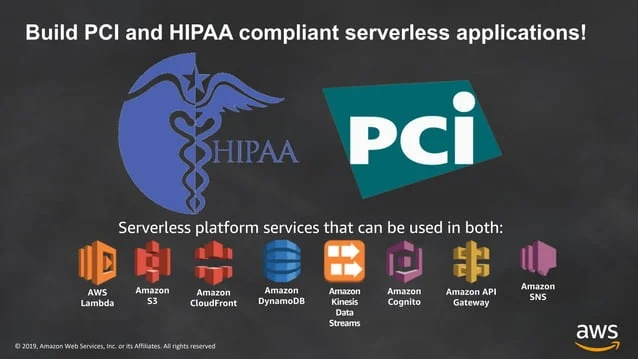 Build PCI and HIPAA compliant serverless applications!
HIPAA
PCi
Serverless platform services that can be used in both:
AWS
Lambda
Amazon
S3
Amazon
CloudFront
Amazon
DynamoDB
Amazon
Kinesis
Data
Streams
Amazon
Cognito
Amazon API
Gateway
Amazon
SNS
© 2019, Amazon Web Services, Inc. or its Affiliates. All rights reserved
aws